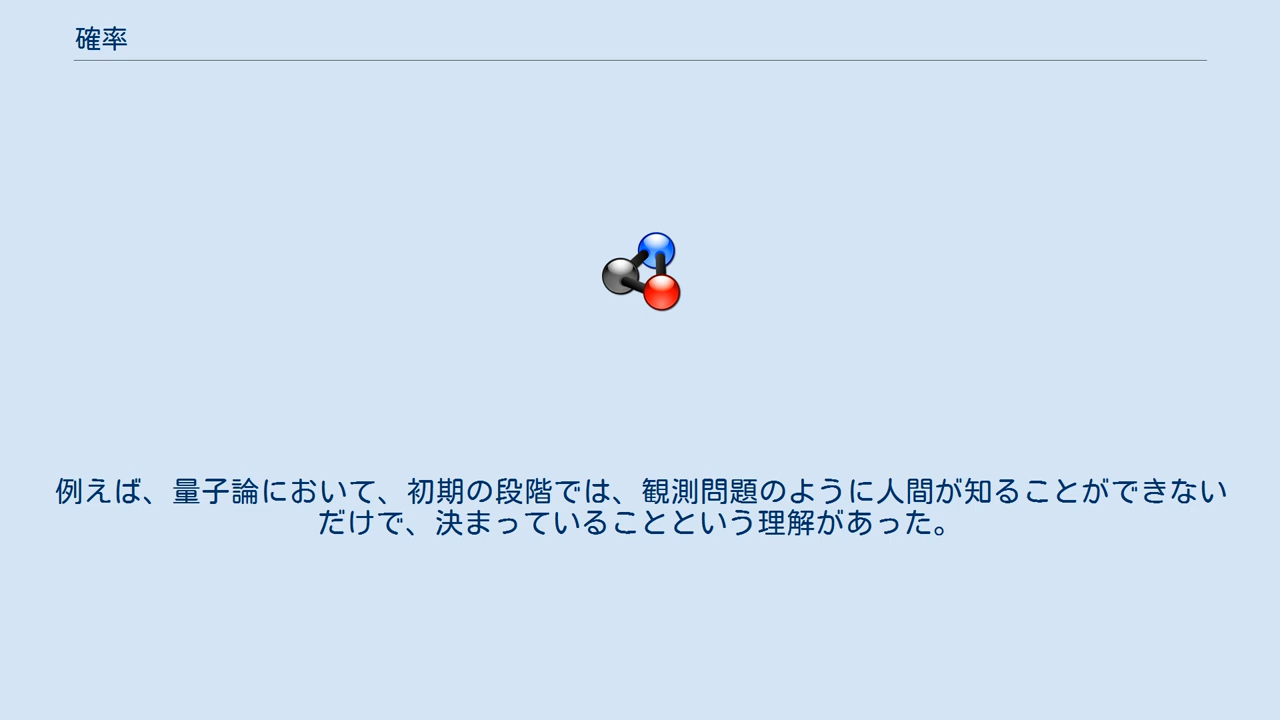 確率
例えば、量子論において、初期の段階では、観測問題のように人間が知ることができない
だけで、決まっていることという理解があった。